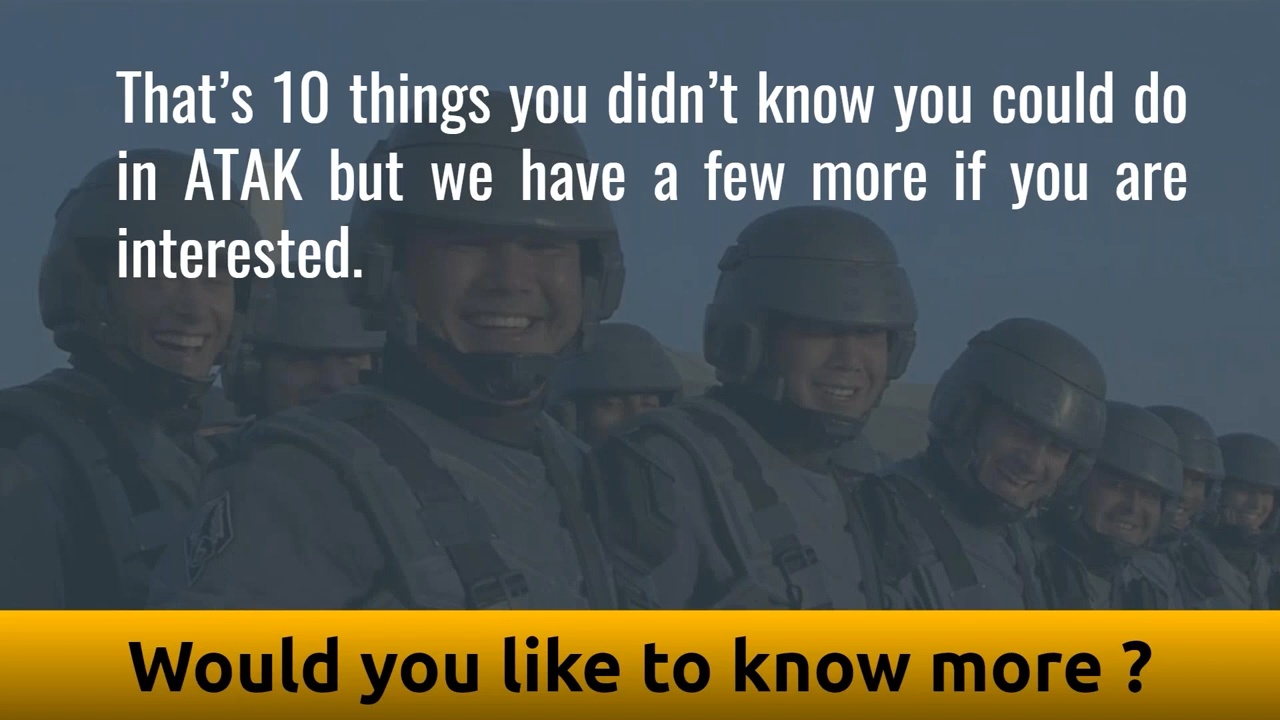 That’s 10 things you didn’t know you could do
in ATAK but we have a few more if you are
interested.
Would you like to know more ?